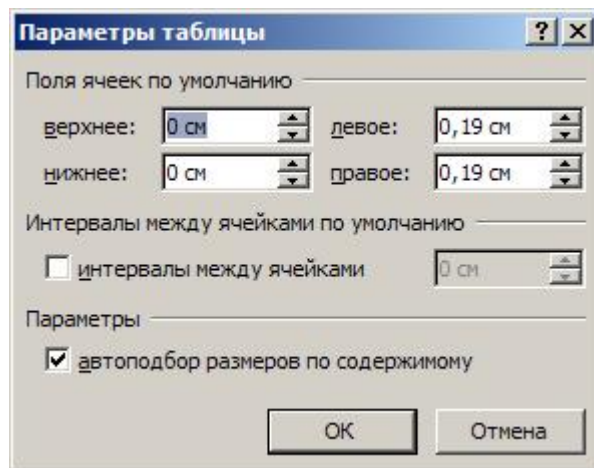 Параметры таблицы
Поля ячеек по умолчанию
верхнее: 0 см левое: 0,19 см
нижнее: 0 см правое: 0,19 см
Интервалы между ячейками по умолчанию
интервалы между ячейками 0 см
Параметры
автоподбор размеров по содержимому
ОК Отмена